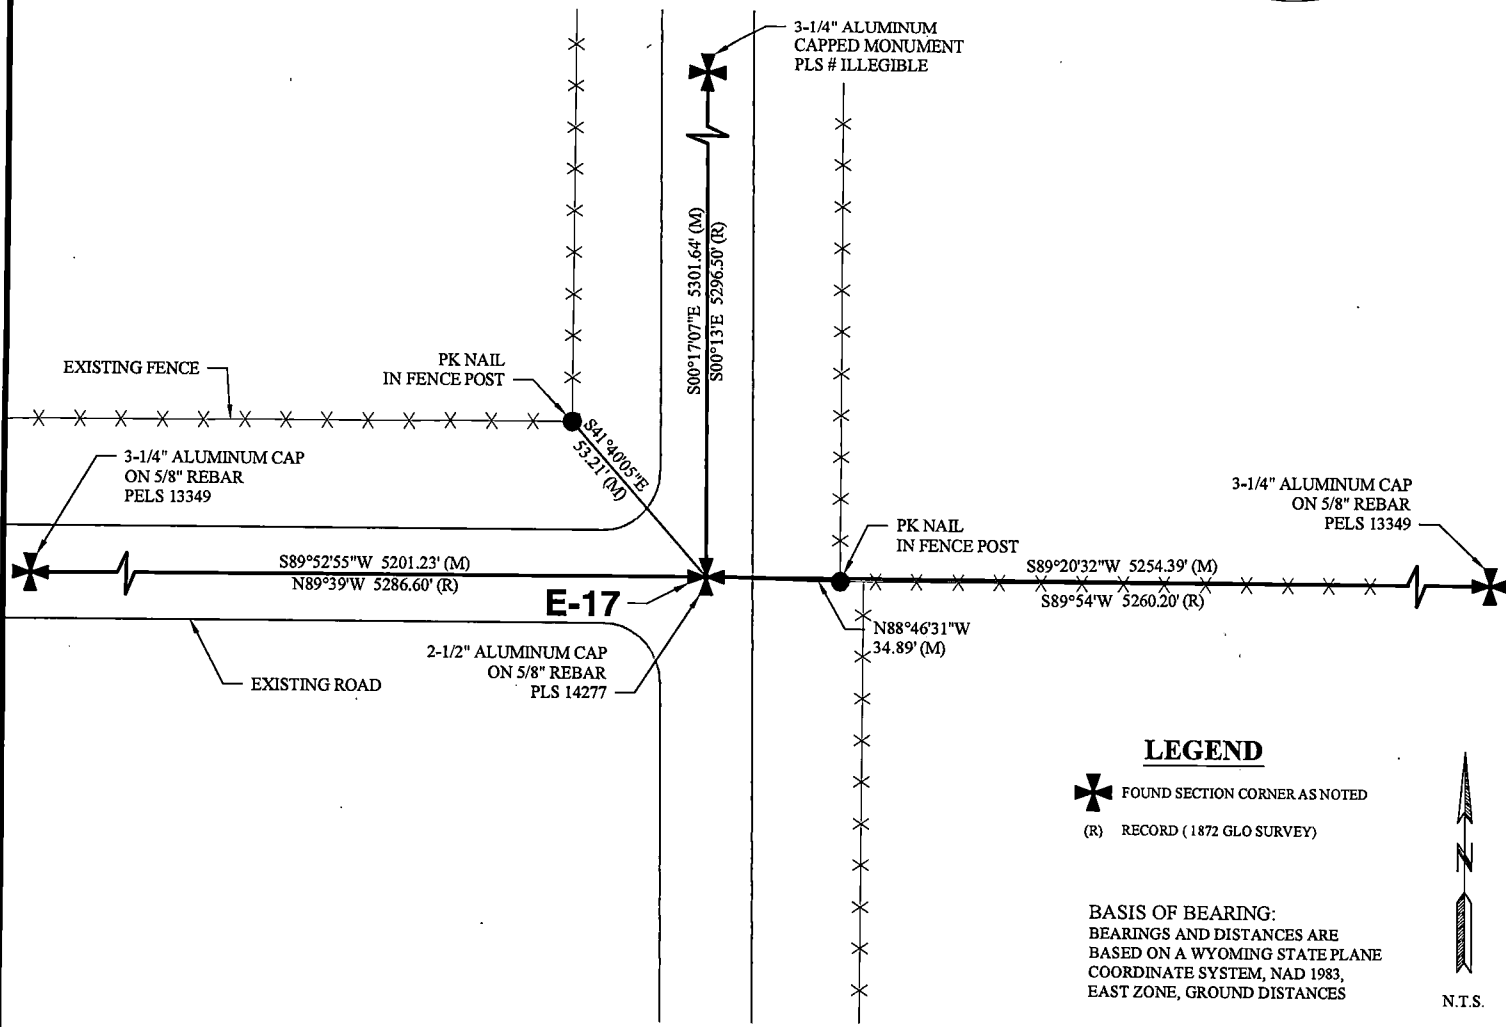 3-1/4" ALUMINUM
CAPPED MONUMENT
PLS # ILLEGIBLE
S00°17'07"E 5301.64' (M)
S00°13'E 5296.50' (R)
EXISTING FENCE
PK NAIL
IN FENCE POST
S41°40'05"E
53.21' (M)
3-1/4" ALUMINUM CAP
ON 5/8" REBAR
PELS 13349
3-1/4" ALUMINUM CAP
ON 5/8" REBAR
PELS 13349
PK NAIL
IN FENCE POST
S89°52'55"W 5201.23' (M)
N89°39'W 5286.60' (R)
S89°20'32"W 5254.39' (M)
S89°54'W 5260.20' (R)
E-17
N88°46'31"W
34.89' (M)
2-1/2" ALUMINUM CAP
ON 5/8" REBAR
PLS 14277
EXISTING ROAD
LEGEND
FOUND SECTION CORNER AS NOTED
(R) RECORD ( 1872 GLO SURVEY)
BASIS OF BEARING:
BEARINGS AND DISTANCES ARE
BASED ON A WYOMING STATE PLANE
COORDINATE SYSTEM, NAD 1983,
EAST ZONE, GROUND DISTANCES
N
N.T.S.